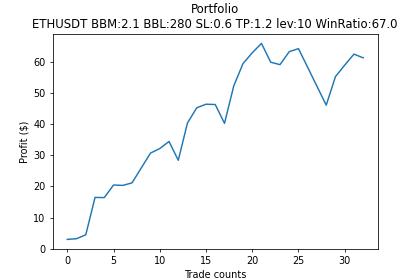 Portfolio
ETHUSDT BBM:2.1 BBL:280 SL:0.6 TP:1.2 lev:10 WinRatio:67.0
60
50
40
30
20
10
0
Profit ($)
0 5 10 15 20 25 30
Trade counts